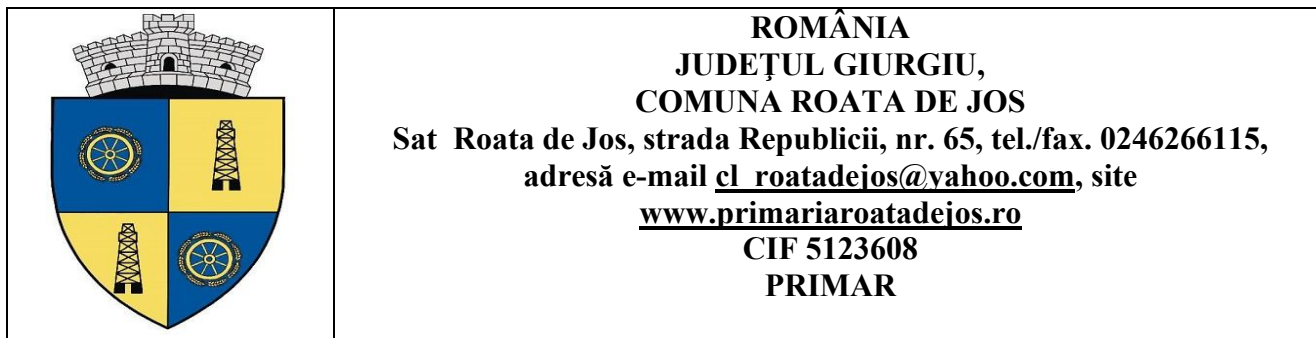 ROMÂNIA
JUDEŢUL GIURGIU,
COMUNA ROATA DE JOS
Sat Roata de Jos, strada Republicii, nr. 65, tel./fax. 0246266115,
adresă e-mail cl_roatadejos@yahoo.com, site
www.primariaroatadejos.ro
CIF 5123608
PRIMAR